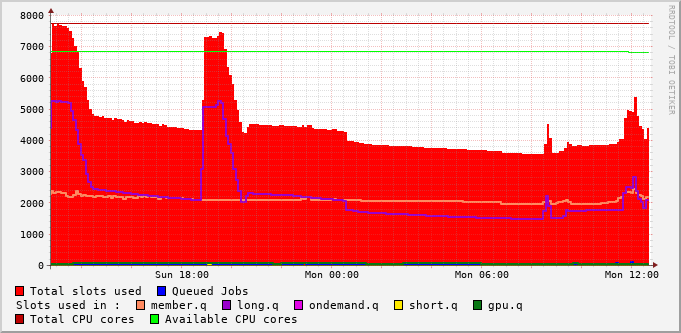 8000
7000
6000
5000
4000
3000
2000
1000
0
Sun 18:00 Mon 00:00 Mon 06:00 Mon 12:00
RRDTOOL / TOBI OETIKER
Total slots used Queued Jobs
Slots used in : member.q long.q ondemand.q short.q gpu.q
Total CPU cores Available CPU cores